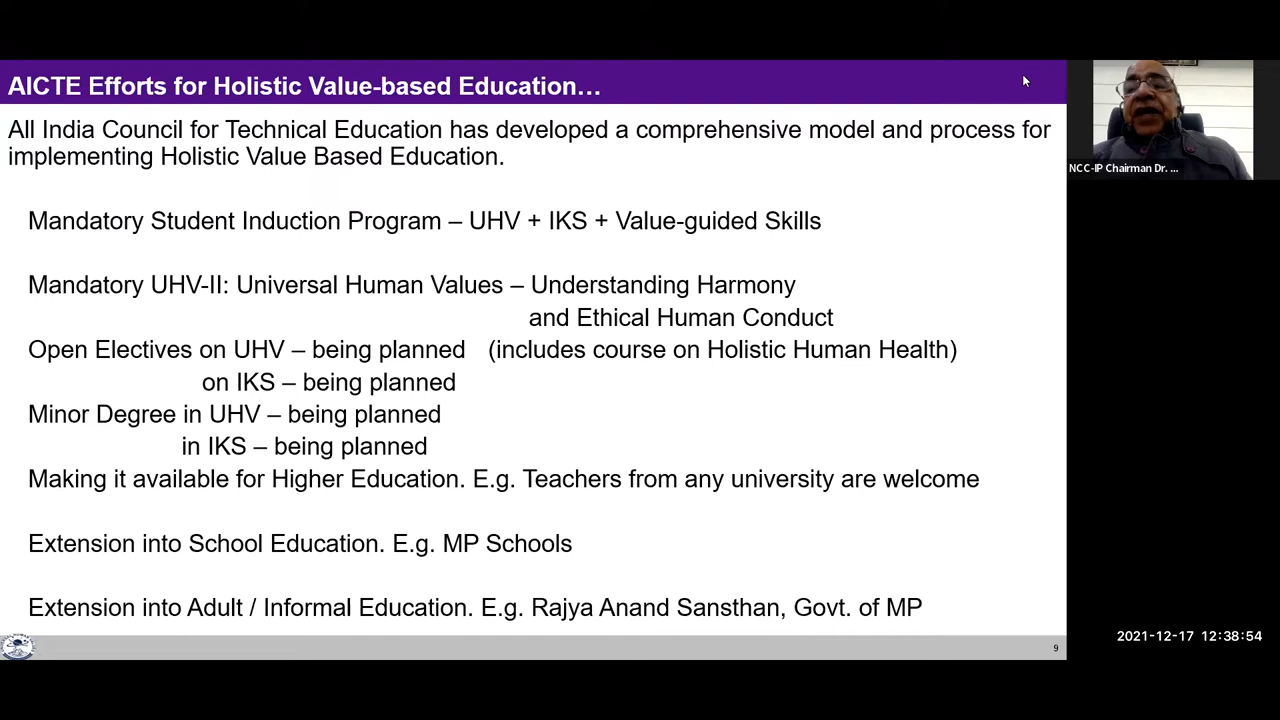 AICTE Efforts for Holistic Value-based Education…
All India Council for Technical Education has developed a comprehensive model and process for
implementing Holistic Value Based Education.
Mandatory Student Induction Program – UHV + IKS + Value-guided Skills
Mandatory UHV-II: Universal Human Values – Understanding Harmony
and Ethical Human Conduct
Open Electives on UHV – being planned (includes course on Holistic Human Health)
on IKS – being planned
Minor Degree in UHV – being planned
in IKS – being planned
Making it available for Higher Education. E.g. Teachers from any university are welcome
Extension into School Education. E.g. MP Schools
Extension into Adult / Informal Education. E.g. Rajya Anand Sansthan, Govt. of MP
9
NCC-IP Chairman Dr. ...
2021-12-17 12:38:54